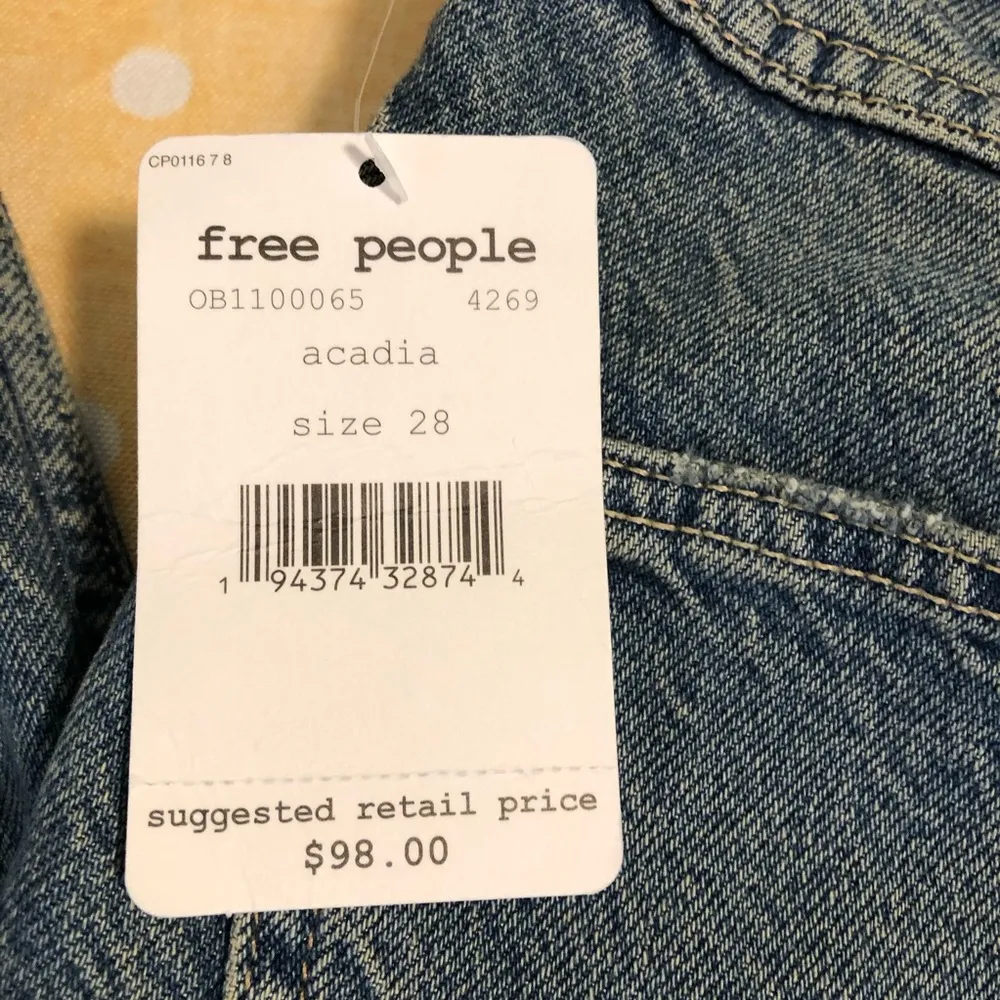 CP0116 7 8
free people
OB1100065 4269
acadia
size 28
1 94374 32874 4
suggested retail price
$98.00